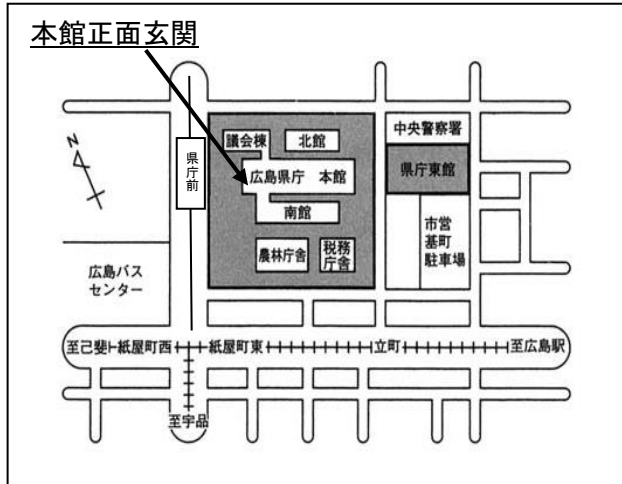 本館正面玄関
N
県
庁
前
議会棟
北館
広島県庁　本館
南館
農林庁舎
税務
庁舎
中央警察署
県庁東館
市営
基町
駐車場
広島バス
センター
至己斐
紙屋町西
紙屋町東
立町
至広島駅
至宇品